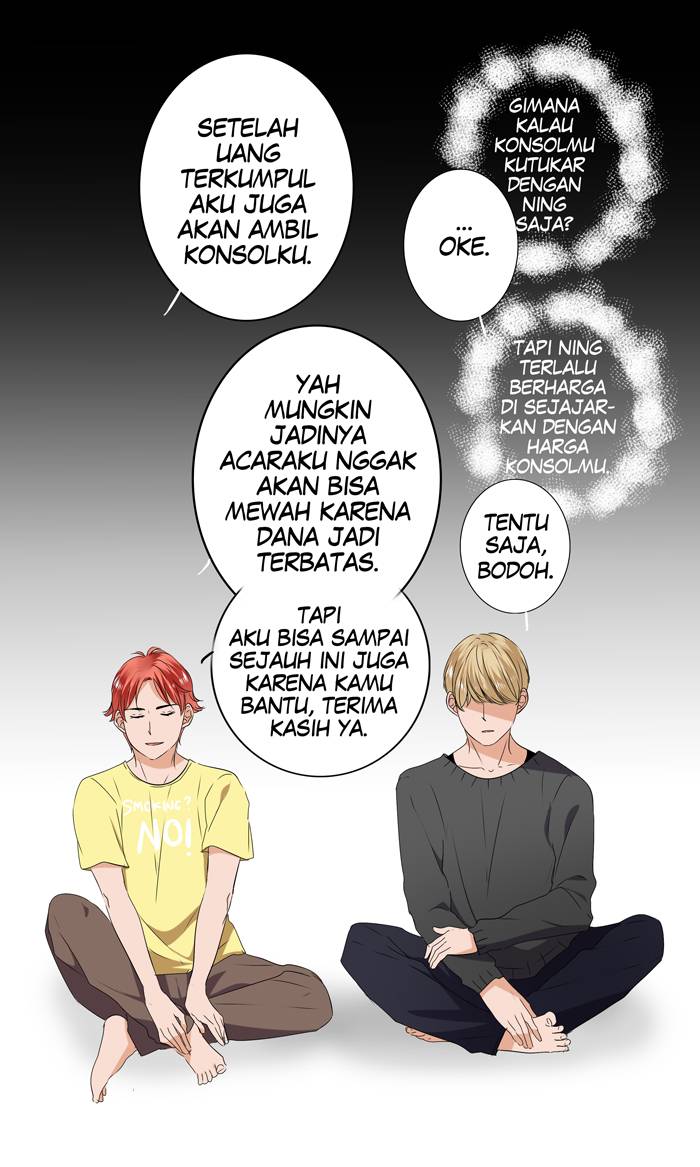 SETELAH
UANG
TERKUMPUL
AKU JUGA
AKAN AMBIL
KONSOLKU.
GIMANA
KALAU
KONSOLMU
KUTUKAR
DENGAN
NING
SAJA?
...
OKE.
YAH
MUNGKIN
JADINYA
ACARAKU NGGAK
AKAN BISA
MEWAH KARENA
DANA JADI
TERBATAS.
TAPI NING
TERLALU
BERHARGA
DI SEJAJAR-
KAN DENGAN
HARGA
KONSOLMU.
TENTU
SAJA,
BODOH.
TAPI
AKU BISA SAMPAI
SEJAUH INI JUGA
KARENA KAMU
BANTU, TERIMA
KASIH YA.
SMOKING?
NO!